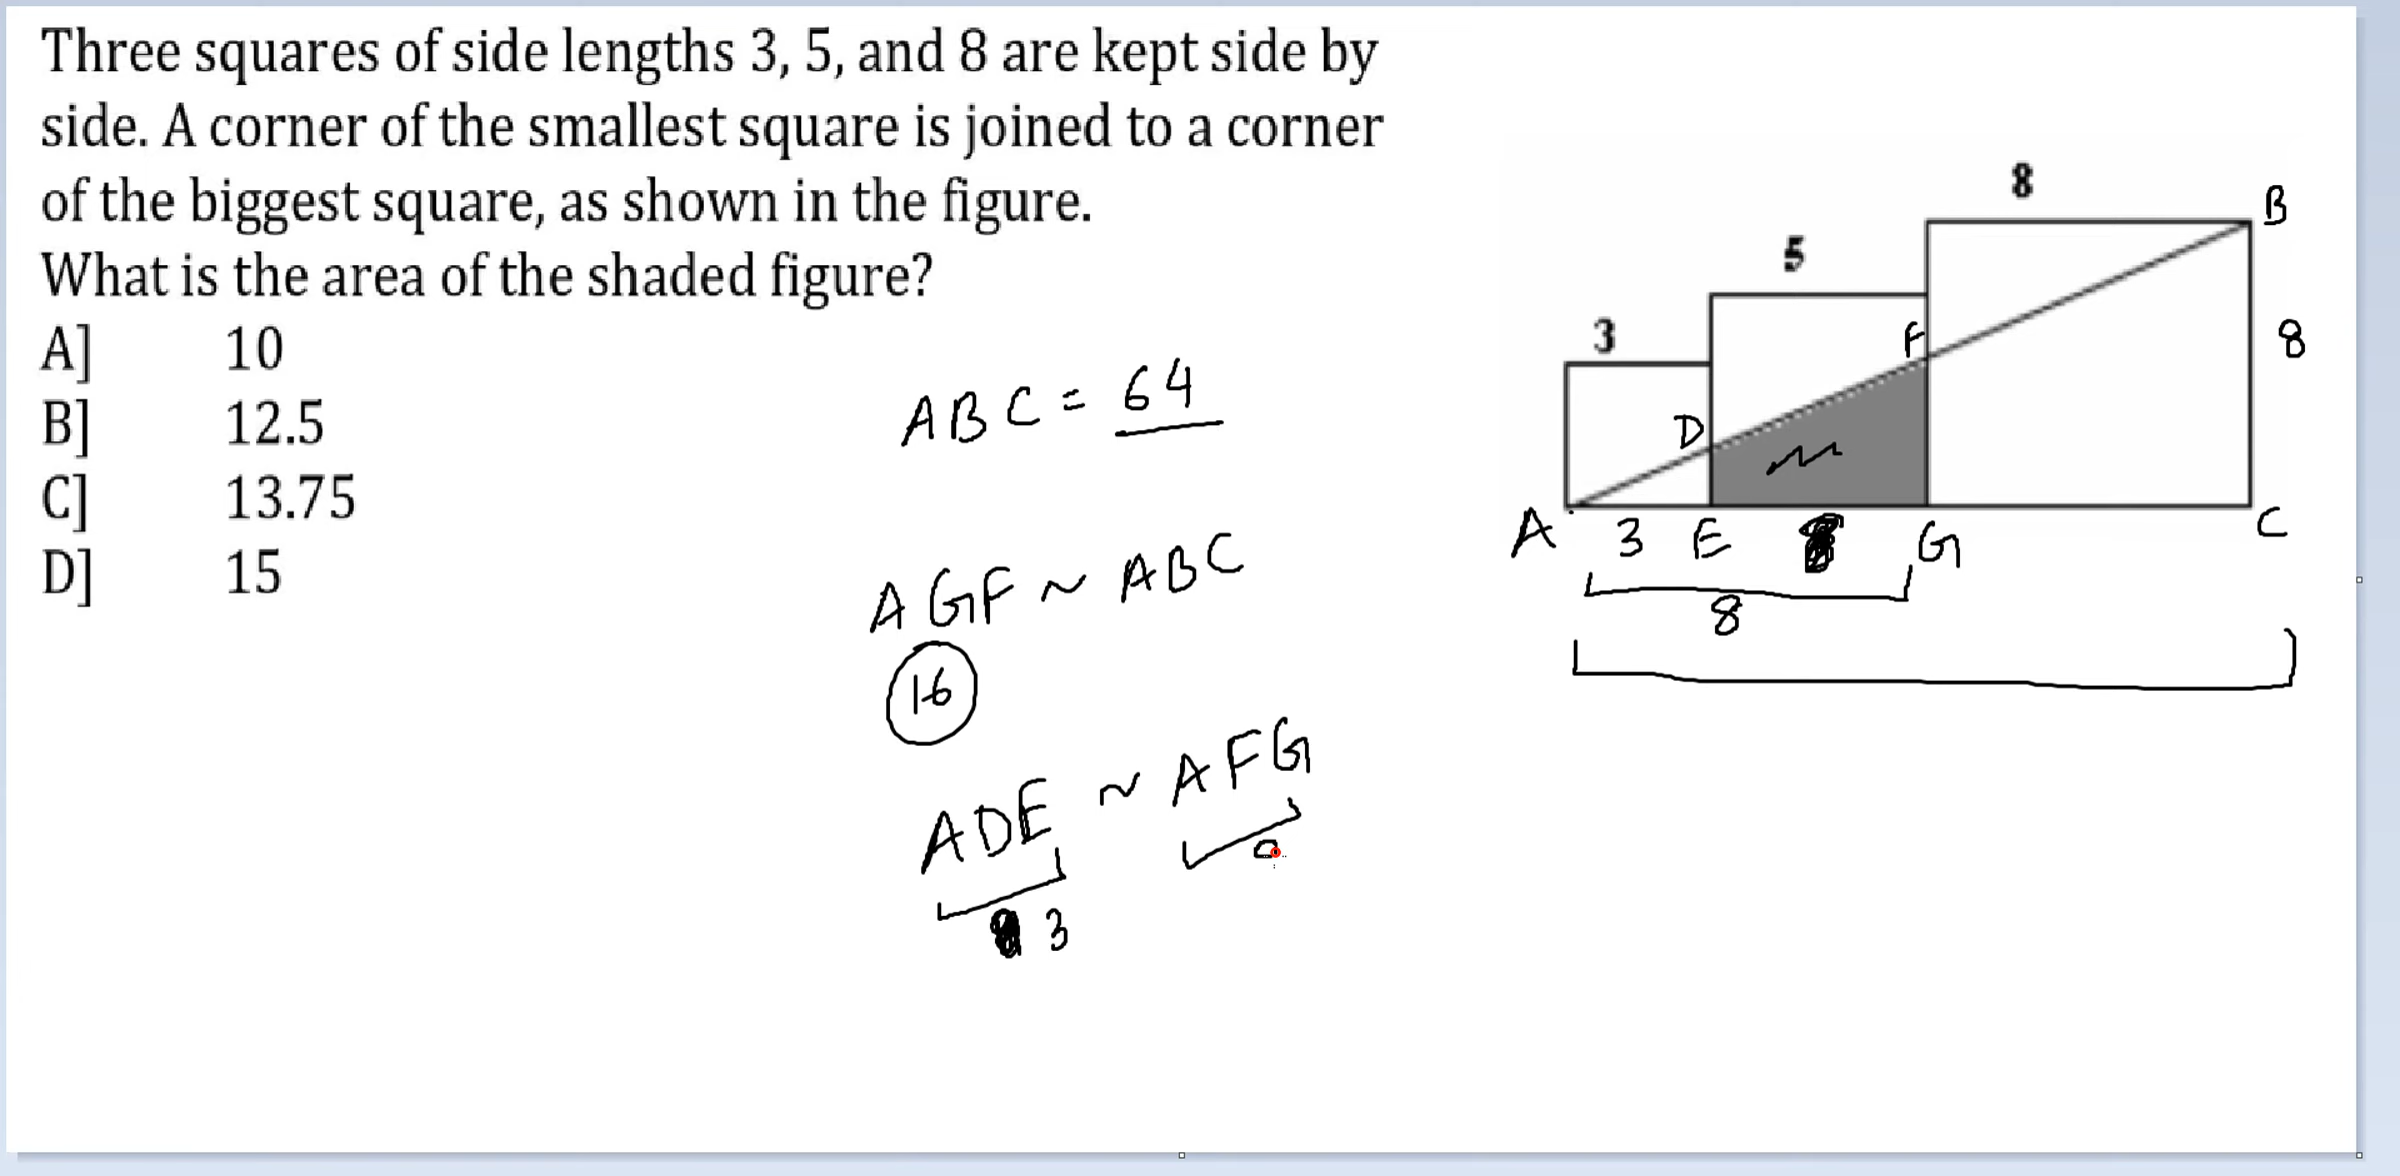 Three squares of side lengths 3, 5, and 8 are kept side by
side. A corner of the smallest square is joined to a corner
of the biggest square, as shown in the figure.
What is the area of the shaded figure?
A] 10
B] 12.5
C] 13.75
D] 15
ABC = 64
AGF ~ ABC
16
ADE ~ AFG
3
8
B
5
3
F
8
D
A 3 E G C
8